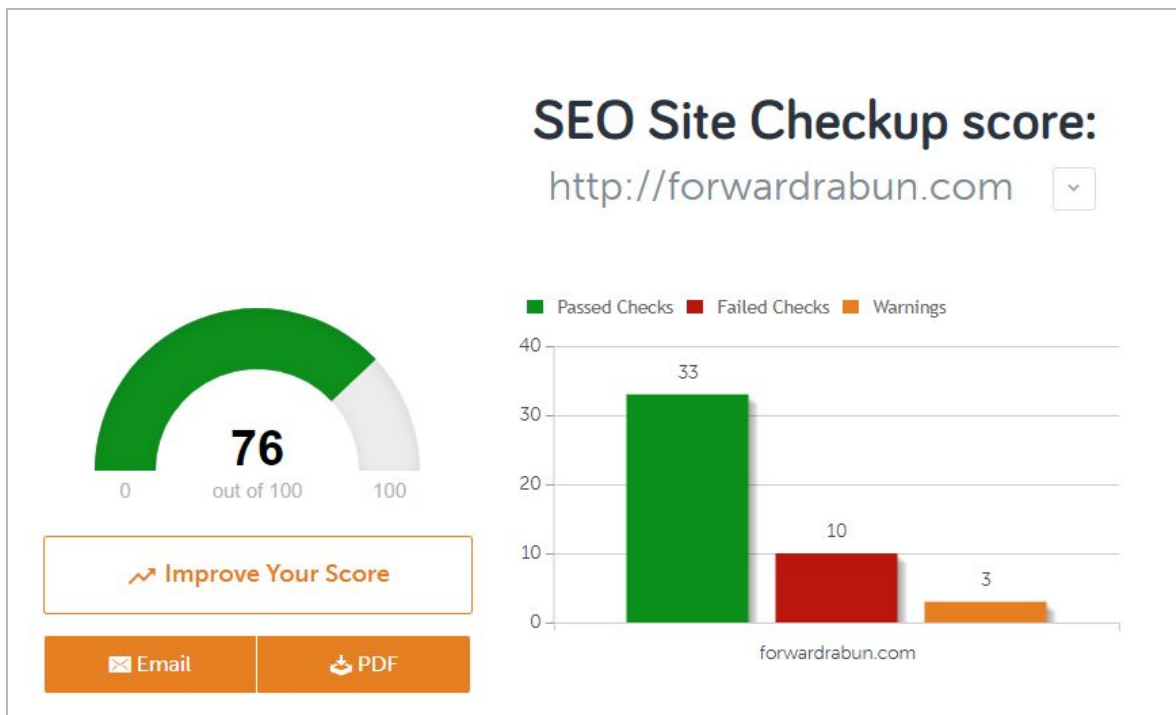 SEO Site Checkup score:
http://forwardrabun.com
76
0 out of 100 100
Improve Your Score
Email PDF
Passed Checks Failed Checks Warnings
40
30
20
10
0
33
10
3
forwardrabun.com